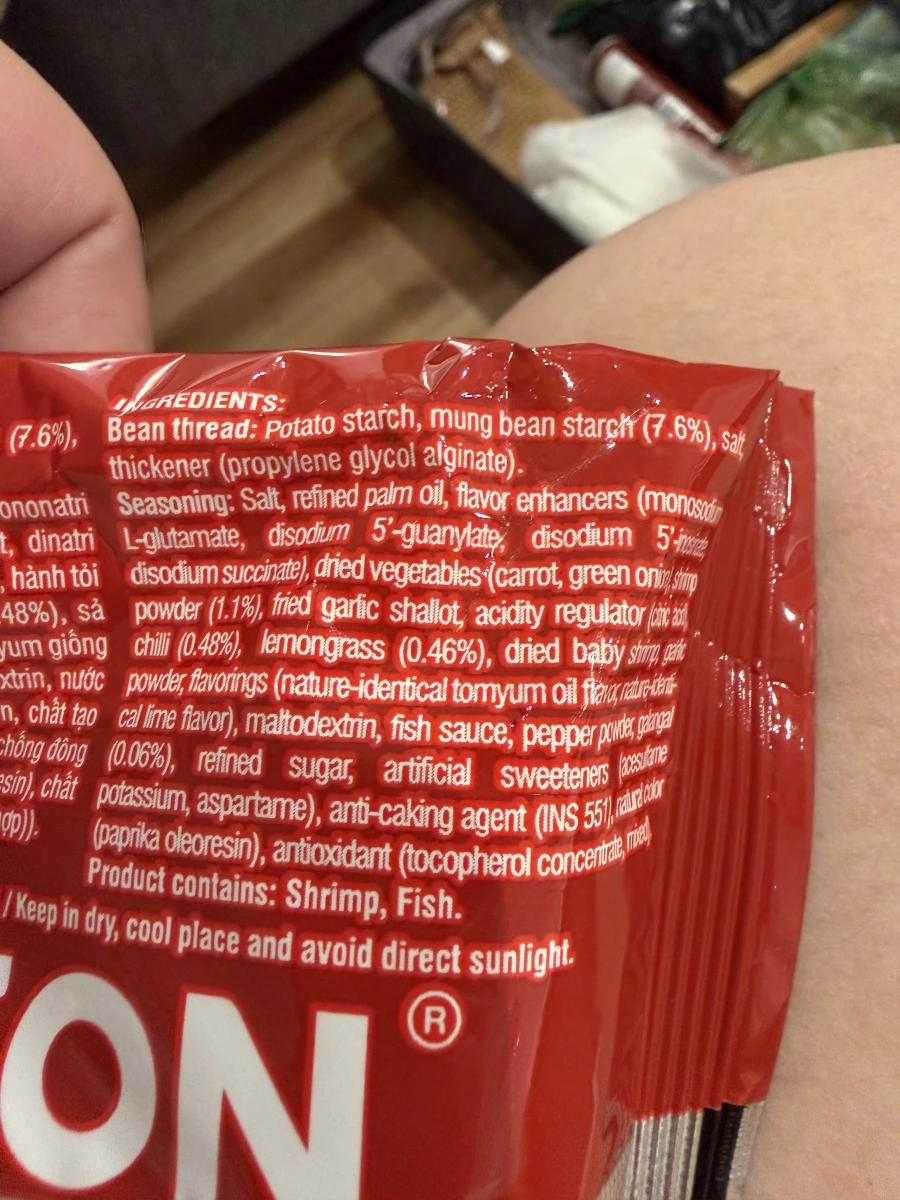 (7.6%),
ononatri
t, dinatri
, hành tỏi
48%), sả
yum giống
xtrin, nước
n, chất tạo
chống đông
esin), chất
ợp)).
INGREDIENTS:
Bean thread: Potato starch, mung bean starch (7.6%), salt,
thickener (propylene glycol alginate).
Seasoning: Salt, refined palm oil, flavor enhancers (monosodium
L-glutamate, disodium 5'-guanylate, disodium 5'-inosinate,
disodium succinate), dried vegetables (carrot, green onion), shrimp
powder (1.1%), fried garlic shallot, acidity regulator (citric acid),
chilli (0.48%), lemongrass (0.46%), dried baby shrimp, garlic
powder, flavorings (nature-identical tomyum oil flavor, nature-identi-
cal lime flavor), maltodextrin, fish sauce, pepper powder, galangal
(0.06%), refined sugar, artificial sweeteners (acesulfame
potassium, aspartame), anti-caking agent (INS 551), natural color
(paprika oleoresin), antioxidant (tocopherol concentrate, mixed).
Product contains: Shrimp, Fish.
/ Keep in dry, cool place and avoid direct sunlight.
ON ®